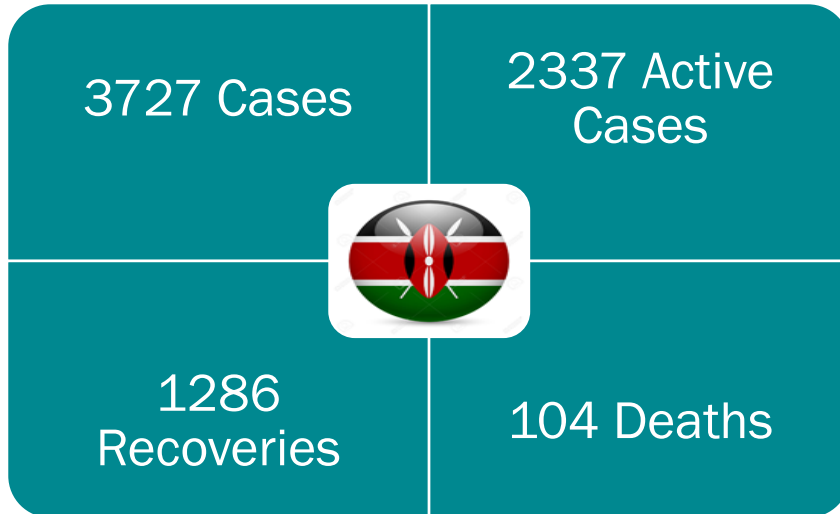 3727 Cases
2337 Active
Cases
1286
Recoveries
104 Deaths